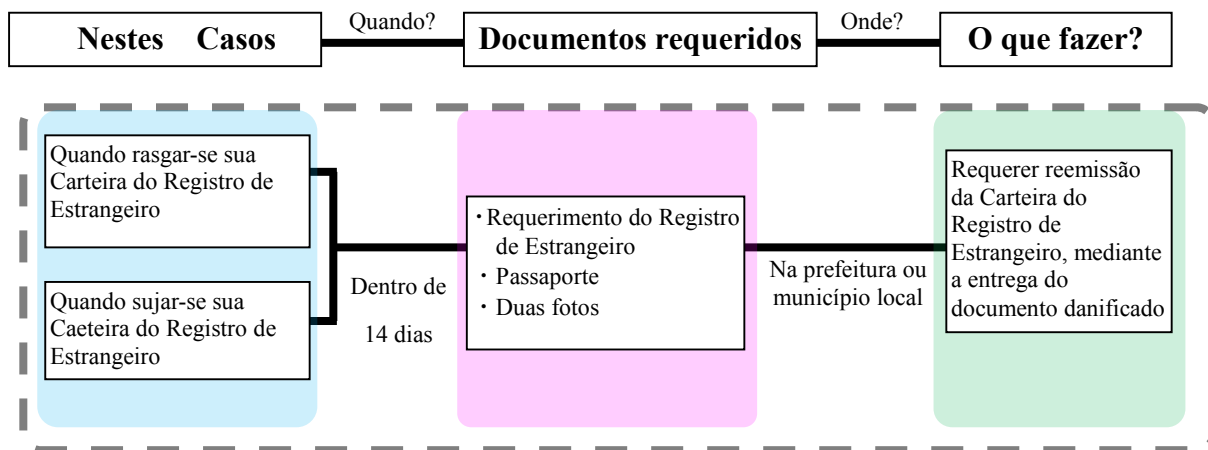 Nestes Casos
Quando?
Documentos requeridos
Onde?
O que fazer?
Quando rasgar-se sua
Carteira do Registro de
Estrangeiro
Quando sujar-se sua
Caeteira do Registro de
Estrangeiro
Dentro de
14 dias
・Requerimento do Registro
de Estrangeiro
・ Passaporte
・ Duas fotos
Na prefeitura ou
município local
Requerer reemissão
da Carteira do
Registro de
Estrangeiro, mediante
a entrega do
documento danificado